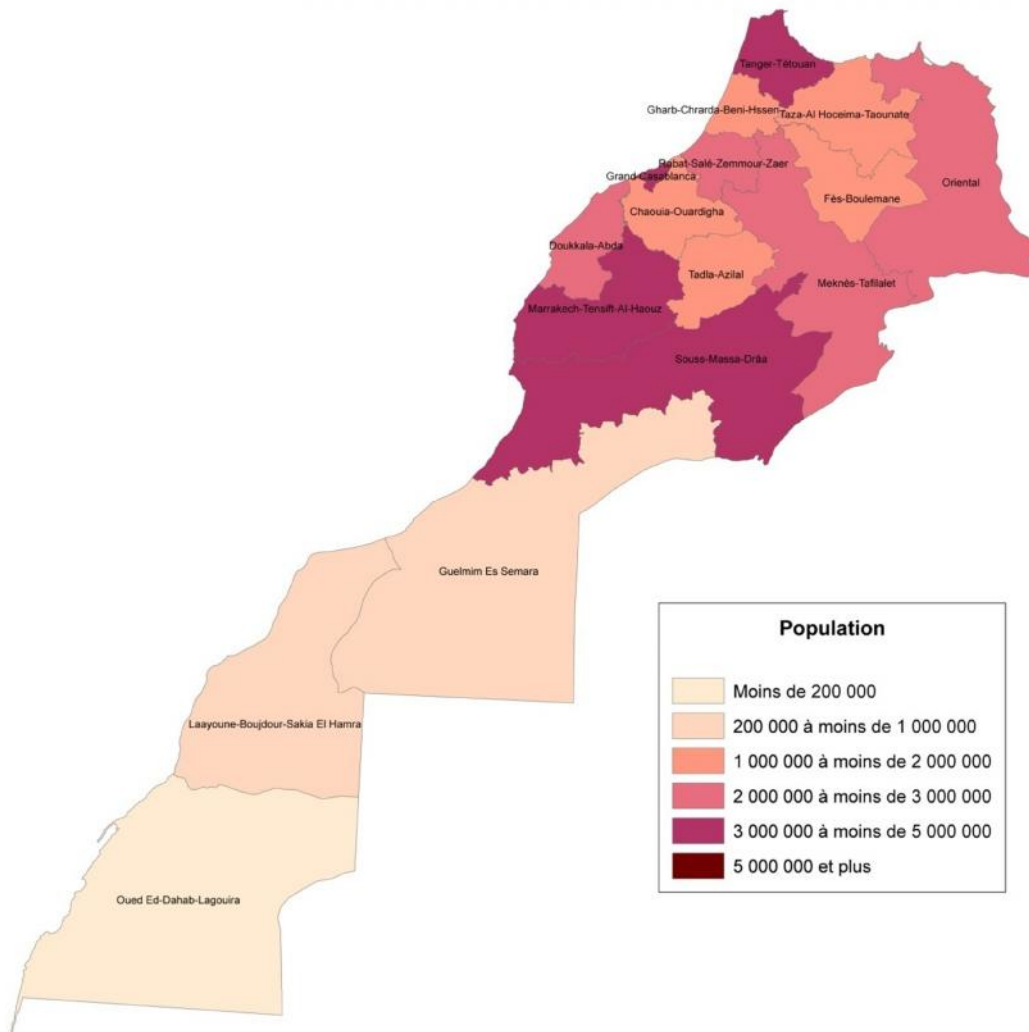 Tanger-Tétouan
Gharb-Chrarda-Beni-Hssen
Taza-Al Hoceima-Taounate
Rabat-Salé-Zemmour-Zaer
Grand-Casablanca
Oriental
Fès-Boulemane
Chaouia-Ouardigha
Doukkala-Abda
Tadla-Azilal
Meknès-Tafilalet
Marrakech-Tensift-Al-Haouz
Souss-Massa-Drâa
Guelmim Es Semara
Laayoune-Boujdour-Sakia El Hamra
Oued Ed-Dahab-Lagouira
Population
Moins de 200 000
200 000 à moins de 1 000 000
1 000 000 à moins de 2 000 000
2 000 000 à moins de 3 000 000
3 000 000 à moins de 5 000 000
5 000 000 et plus